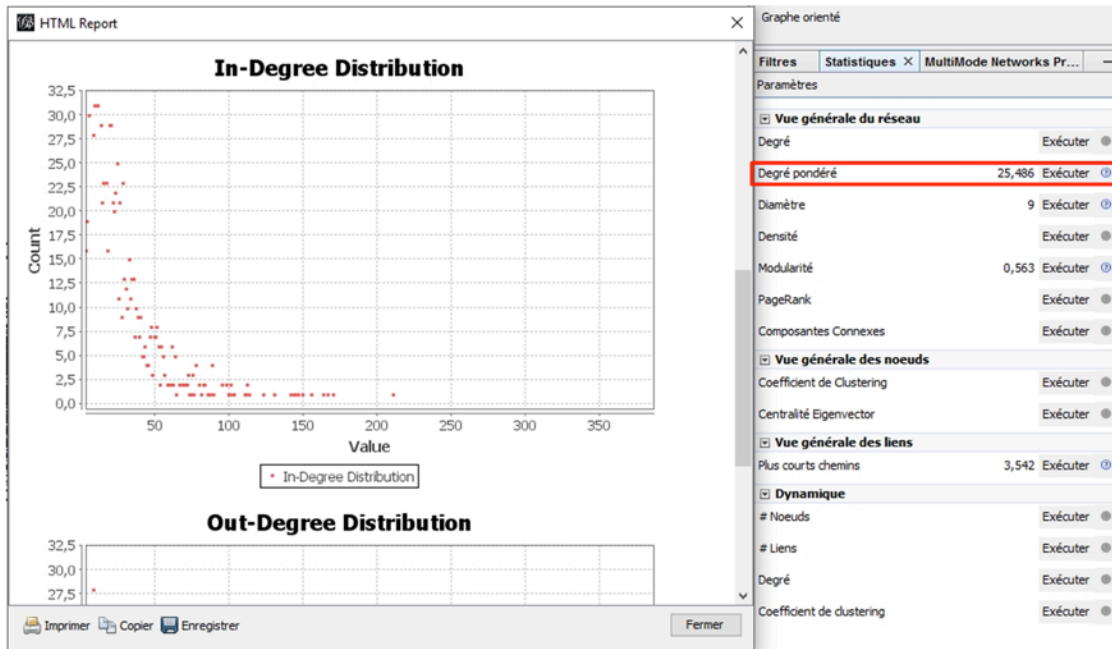 HTML Report
In-Degree Distribution
32,5
30,0
27,5
25,0
22,5
20,0
17,5
15,0
12,5
10,0
7,5
5,0
2,5
0,0
Count
50 100 150 200 250 300 350
Value
In-Degree Distribution
Out-Degree Distribution
32,5
30,0
27,5
Imprimer Copier Enregistrer Fermer
Graphe orienté
Filtres Statistiques × MultiMode Networks Pr...
Paramètres
Vue générale du réseau
Degré Exécuter
Degré pondéré 25,486 Exécuter
Diamètre 9 Exécuter
Densité Exécuter
Modularité 0,563 Exécuter
PageRank Exécuter
Composantes Connexes Exécuter
Vue générale des noeuds
Coefficient de Clustering Exécuter
Centralité Eigenvector Exécuter
Vue générale des liens
Plus courts chemins 3,542 Exécuter
Dynamique
# Noeuds Exécuter
# Liens Exécuter
Degré Exécuter
Coefficient de clustering Exécuter